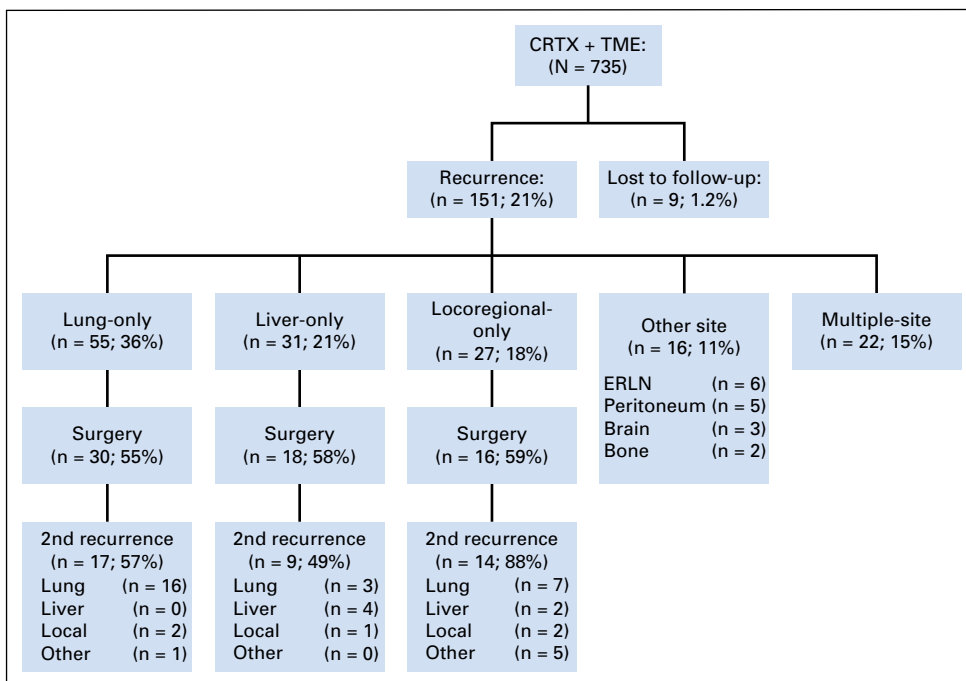 CRTX + TME:
(N = 735)
Recurrence:
(n = 151; 21%)
Lost to follow-up:
(n = 9; 1.2%)
Lung-only
(n = 55; 36%)
Liver-only
(n = 31; 21%)
Locoregional-
only
(n = 27; 18%)
Other site
(n = 16; 11%)
ERLN (n = 6)
Peritoneum (n = 5)
Brain (n = 3)
Bone (n = 2)
Multiple-site
(n = 22; 15%)
Surgery
(n = 30; 55%)
Surgery
(n = 18; 58%)
Surgery
(n = 16; 59%)
2nd recurrence
(n = 17; 57%)
Lung (n = 16)
Liver (n = 0)
Local (n = 2)
Other (n = 1)
2nd recurrence
(n = 9; 49%)
Lung (n = 3)
Liver (n = 4)
Local (n = 1)
Other (n = 0)
2nd recurrence
(n = 14; 88%)
Lung (n = 7)
Liver (n = 2)
Local (n = 2)
Other (n = 5)